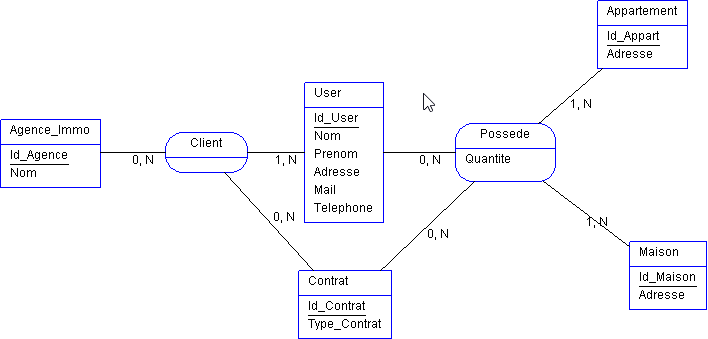 Appartement
Id_Appart
Adresse
User
Id_User
Nom
Prenom
Adresse
Mail
Telephone
Agence_Immo
Id_Agence
Nom
Client
Possede
Quantite
0, N
1, N
0, N
1, N
0, N
0, N
1, N
Contrat
Id_Contrat
Type_Contrat
Maison
Id_Maison
Adresse